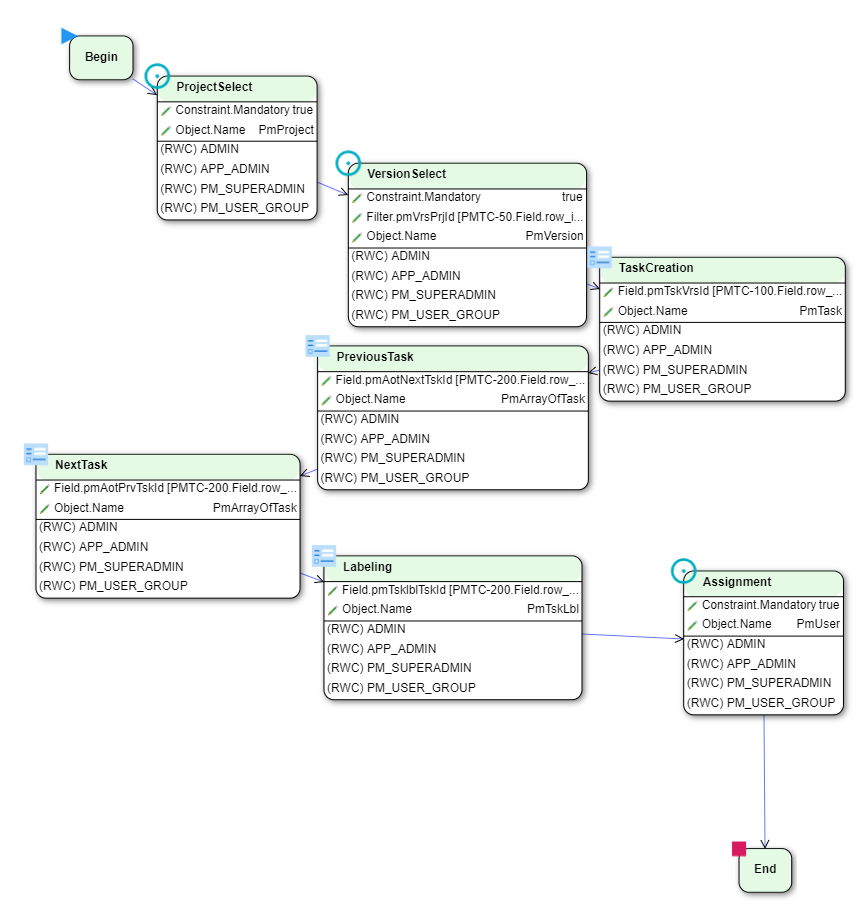 Begin
ProjectSelect
Constraint.Mandatory true
Object.Name PmProject
(RWC) ADMIN
(RWC) APP_ADMIN
(RWC) PM_SUPERADMIN
(RWC) PM_USER_GROUP
VersionSelect
Constraint.Mandatory true
Filter.pmVrsPrjId [PMTC-50.Field.row_i...
Object.Name PmVersion
(RWC) ADMIN
(RWC) APP_ADMIN
(RWC) PM_SUPERADMIN
(RWC) PM_USER_GROUP
TaskCreation
Field.pmTskVrsId [PMTC-100.Field.row_...
Object.Name PmTask
(RWC) ADMIN
(RWC) APP_ADMIN
(RWC) PM_SUPERADMIN
(RWC) PM_USER_GROUP
PreviousTask
Field.pmAotNextTskId [PMTC-200.Field.row_...
Object.Name PmArrayOfTask
(RWC) ADMIN
(RWC) APP_ADMIN
(RWC) PM_SUPERADMIN
(RWC) PM_USER_GROUP
NextTask
Field.pmAotPrvTskId [PMTC-200.Field.row_...
Object.Name PmArrayOfTask
(RWC) ADMIN
(RWC) APP_ADMIN
(RWC) PM_SUPERADMIN
(RWC) PM_USER_GROUP
Labeling
Field.pmTsklblTskId [PMTC-200.Field.row_...
Object.Name PmTskLbl
(RWC) ADMIN
(RWC) APP_ADMIN
(RWC) PM_SUPERADMIN
(RWC) PM_USER_GROUP
Assignment
Constraint.Mandatory true
Object.Name PmUser
(RWC) ADMIN
(RWC) APP_ADMIN
(RWC) PM_SUPERADMIN
(RWC) PM_USER_GROUP
End